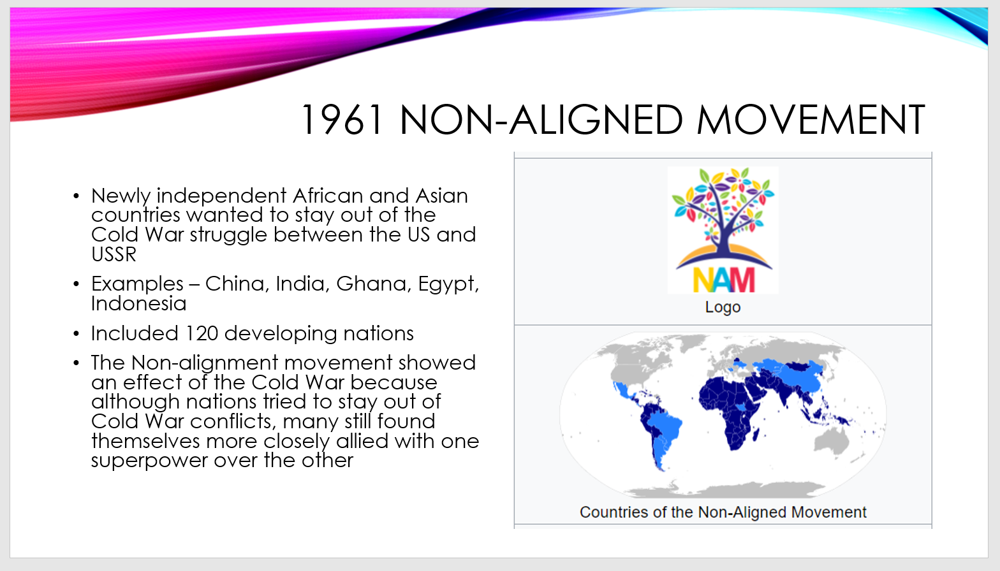 1961 NON-ALIGNED MOVEMENT
• Newly independent African and Asian
countries wanted to stay out of the
Cold War struggle between the US and
USSR
• Examples – China, India, Ghana, Egypt,
Indonesia
• Included 120 developing nations
• The Non-alignment movement showed
an effect of the Cold War because
although nations tried to stay out of
Cold War conflicts, many still found
themselves more closely allied with one
superpower over the other
NAM
Logo
Countries of the Non-Aligned Movement